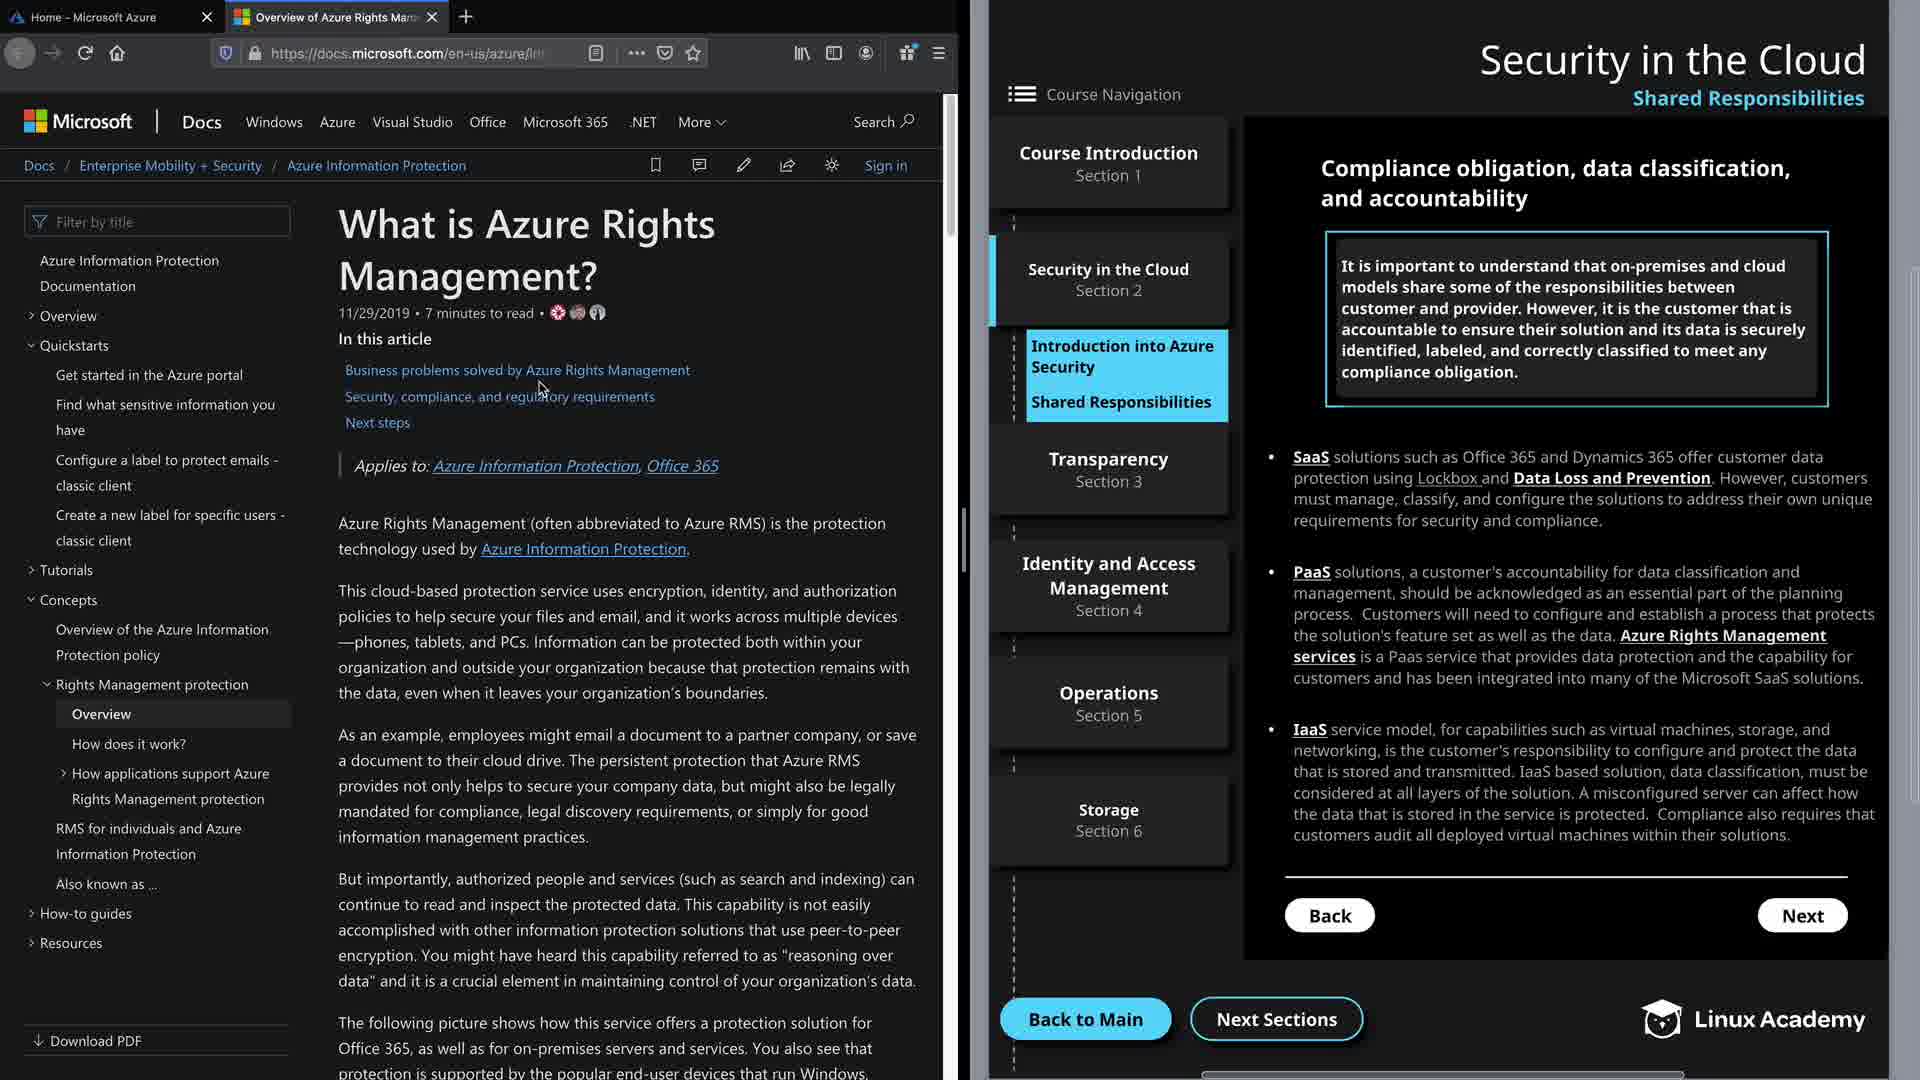 Home - Microsoft Azure
Overview of Azure Rights Man
https://docs.microsoft.com/en-us/azure/in
Microsoft
Docs
Windows
Azure
Visual Studio
Office
Microsoft 365
.NET
More
Search
Docs / Enterprise Mobility + Security / Azure Information Protection
Sign in
Filter by title
Azure Information Protection
Documentation
Overview
Quickstarts
Get started in the Azure portal
Find what sensitive information you
have
Configure a label to protect emails -
classic client
Create a new label for specific users -
classic client
Tutorials
Concepts
Overview of the Azure Information
Protection policy
Rights Management protection
Overview
How does it work?
How applications support Azure
Rights Management protection
RMS for individuals and Azure
Information Protection
Also known as ...
How-to guides
Resources
Download PDF
What is Azure Rights
Management?
11/29/2019 • 7 minutes to read •
In this article
Business problems solved by Azure Rights Management
Security, compliance, and regulatory requirements
Next steps
Applies to: Azure Information Protection, Office 365
Azure Rights Management (often abbreviated to Azure RMS) is the protection
technology used by Azure Information Protection.
This cloud-based protection service uses encryption, identity, and authorization
policies to help secure your files and email, and it works across multiple devices
—phones, tablets, and PCs. Information can be protected both within your
organization and outside your organization because that protection remains with
the data, even when it leaves your organization's boundaries.
As an example, employees might email a document to a partner company, or save
a document to their cloud drive. The persistent protection that Azure RMS
provides not only helps to secure your company data, but might also be legally
mandated for compliance, legal discovery requirements, or simply for good
information management practices.
But importantly, authorized people and services (such as search and indexing) can
continue to read and inspect the protected data. This capability is not easily
accomplished with other information protection solutions that use peer-to-peer
encryption. You might have heard this capability referred to as "reasoning over
data" and it is a crucial element in maintaining control of your organization's data.
The following picture shows how this service offers a protection solution for
Office 365, as well as for on-premises servers and services. You also see that
protection is supported by the popular end-user devices that run Windows,
Security in the Cloud
Shared Responsibilities
Course Navigation
Course Introduction
Section 1
Security in the Cloud
Section 2
Introduction into Azure
Security
Shared Responsibilities
Transparency
Section 3
Identity and Access
Management
Section 4
Operations
Section 5
Storage
Section 6
Compliance obligation, data classification,
and accountability
It is important to understand that on-premises and cloud
models share some of the responsibilities between
customer and provider. However, it is the customer that is
accountable to ensure their solution and its data is securely
identified, labeled, and correctly classified to meet any
compliance obligation.
• SaaS solutions such as Office 365 and Dynamics 365 offer customer data
protection using Lockbox and Data Loss and Prevention. However, customers
must manage, classify, and configure the solutions to address their own unique
requirements for security and compliance.
• PaaS solutions, a customer's accountability for data classification and
management, should be acknowledged as an essential part of the planning
process. Customers will need to configure and establish a process that protects
the solution's feature set as well as the data. Azure Rights Management
services is a Paas service that provides data protection and the capability for
customers and has been integrated into many of the Microsoft SaaS solutions.
• IaaS service model, for capabilities such as virtual machines, storage, and
networking, is the customer's responsibility to configure and protect the data
that is stored and transmitted. IaaS based solution, data classification, must be
considered at all layers of the solution. A misconfigured server can affect how
the data that is stored in the service is protected. Compliance also requires that
customers audit all deployed virtual machines within their solutions.
Back
Next
Back to Main
Next Sections
Linux Academy